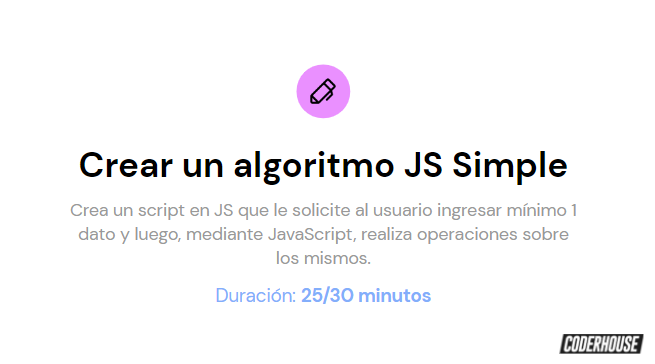 Crear un algoritmo JS Simple
Crea un script en JS que le solicite al usuario ingresar mínimo 1
dato y luego, mediante JavaScript, realiza operaciones sobre
los mismos.
Duración: 25/30 minutos
CODERHOUSE